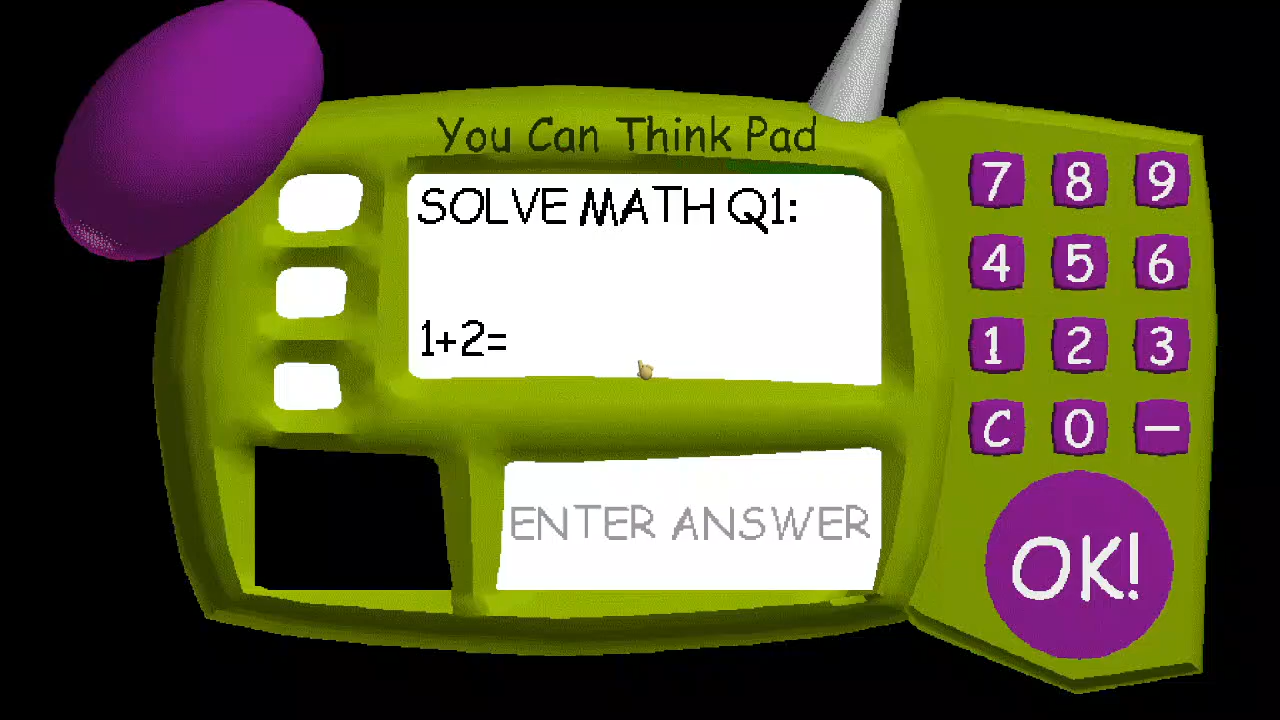 You Can Think Pad
SOLVE MATH Q1:
1+2=
ENTER ANSWER
7 8 9
4 5 6
1 2 3
C 0 —
OK!